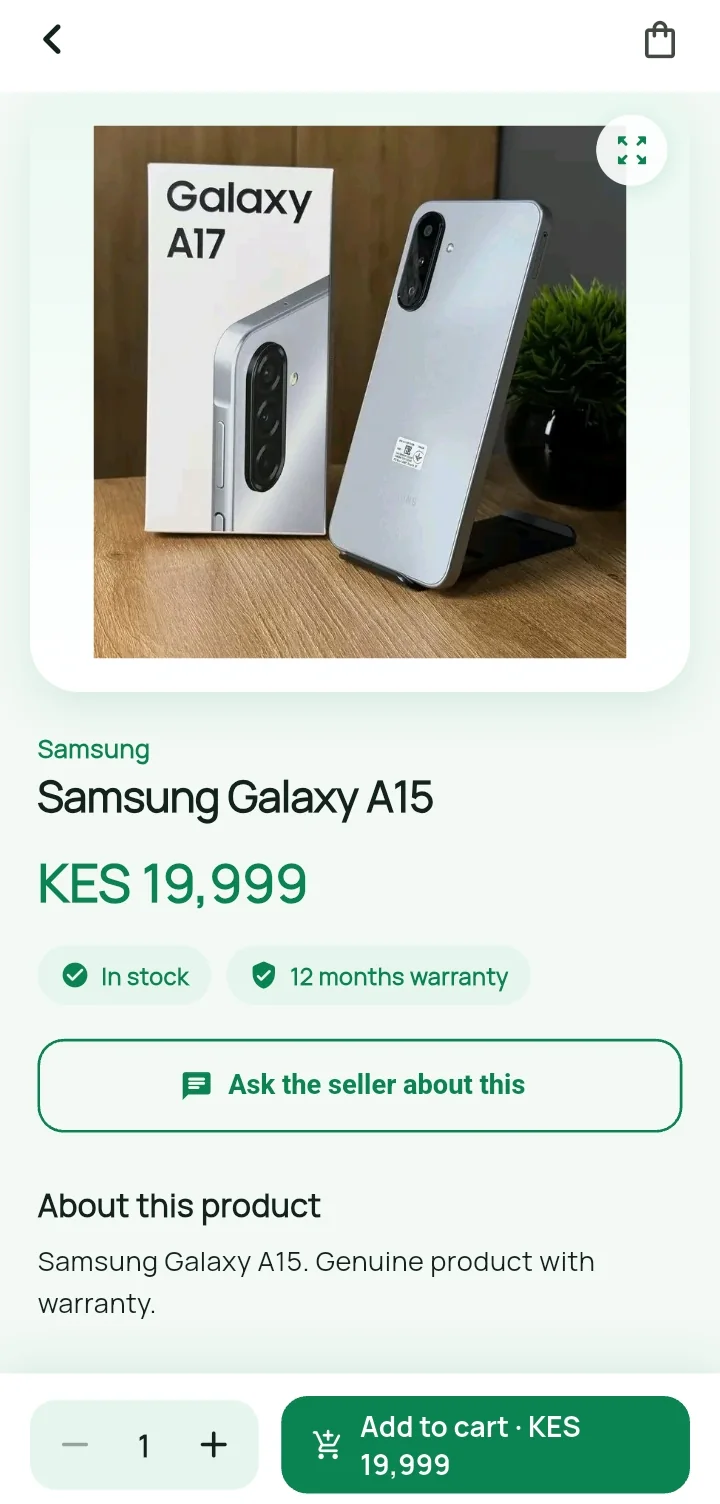 Galaxy
A17
Samsung
Samsung Galaxy A15
KES 19,999
In stock
12 months warranty
Ask the seller about this
About this product
Samsung Galaxy A15. Genuine product with
warranty.
1
Add to cart · KES
19,999